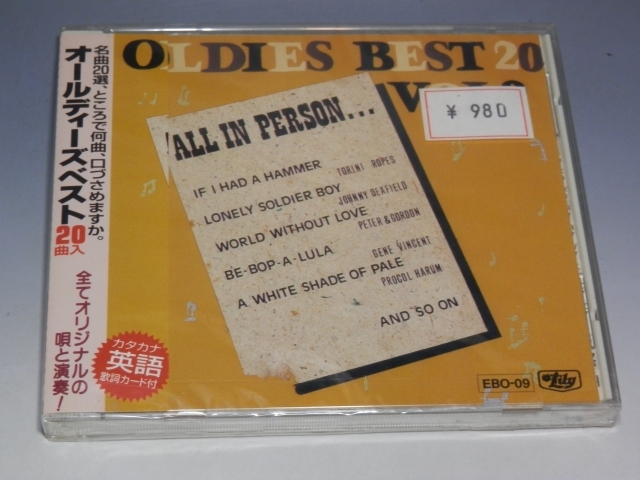 OLDIES BEST 20
¥ 980
ALL IN PERSON...
IF I HAD A HAMMER TORINI ROPES
LONELY SOLDIER BOY JOHNNY DEAFIELD
WORLD WITHOUT LOVE PETER & GORDON
BE-BOP-A-LULA GENE VINCENT
A WHITE SHADE OF PALE PROCOL HARUM
AND SO ON
EBO-09
Lily
名曲20選、ところで何曲、口づさめますか。
オールディーズベスト20曲入
全てオリジナルの
唄と演奏!
カタカナ
英語
歌詞カード付